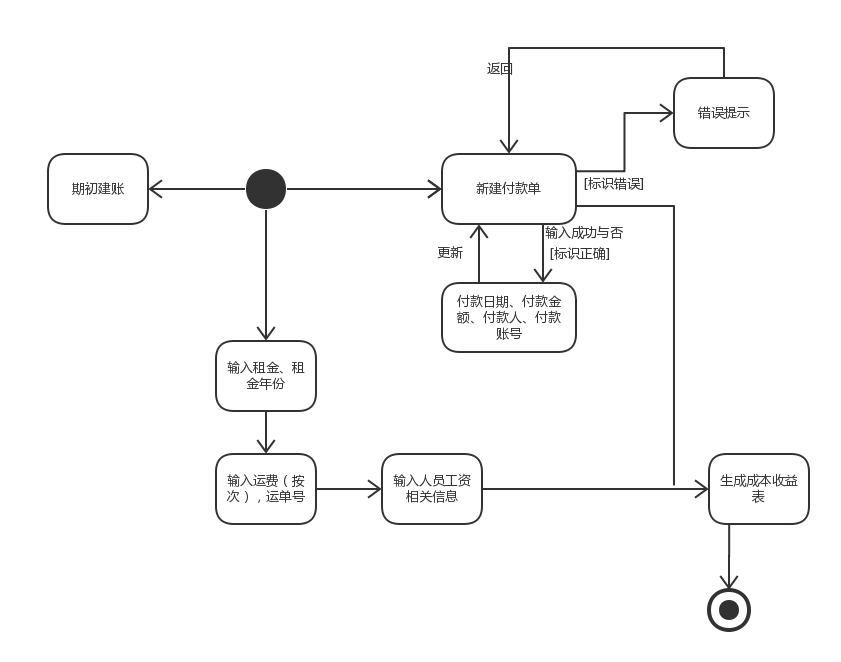 返回
错误提示
期初建账
新建付款单
[标识错误]
输入成功与否
更新
[标识正确]
付款日期、付款金
额、付款人、付款
账号
输入租金、租
金年份
输入运费（按
次），运单号
输入人员工资
相关信息
生成成本收益
表